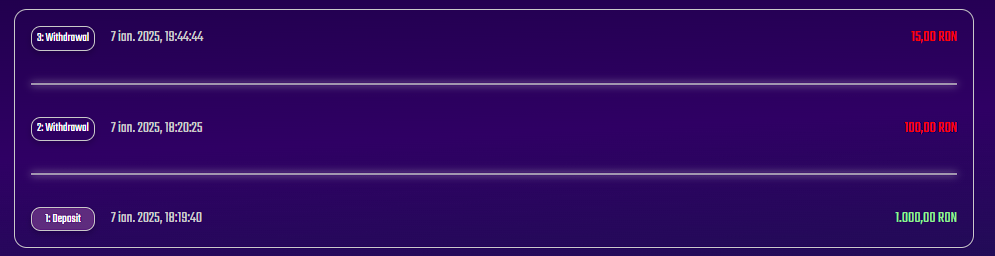 3: Withdrawal 7 ian. 2025, 19:44:44 15,00 RON
2: Withdrawal 7 ian. 2025, 18:20:25 100,00 RON
1: Deposit 7 ian. 2025, 18:19:40 1.000,00 RON